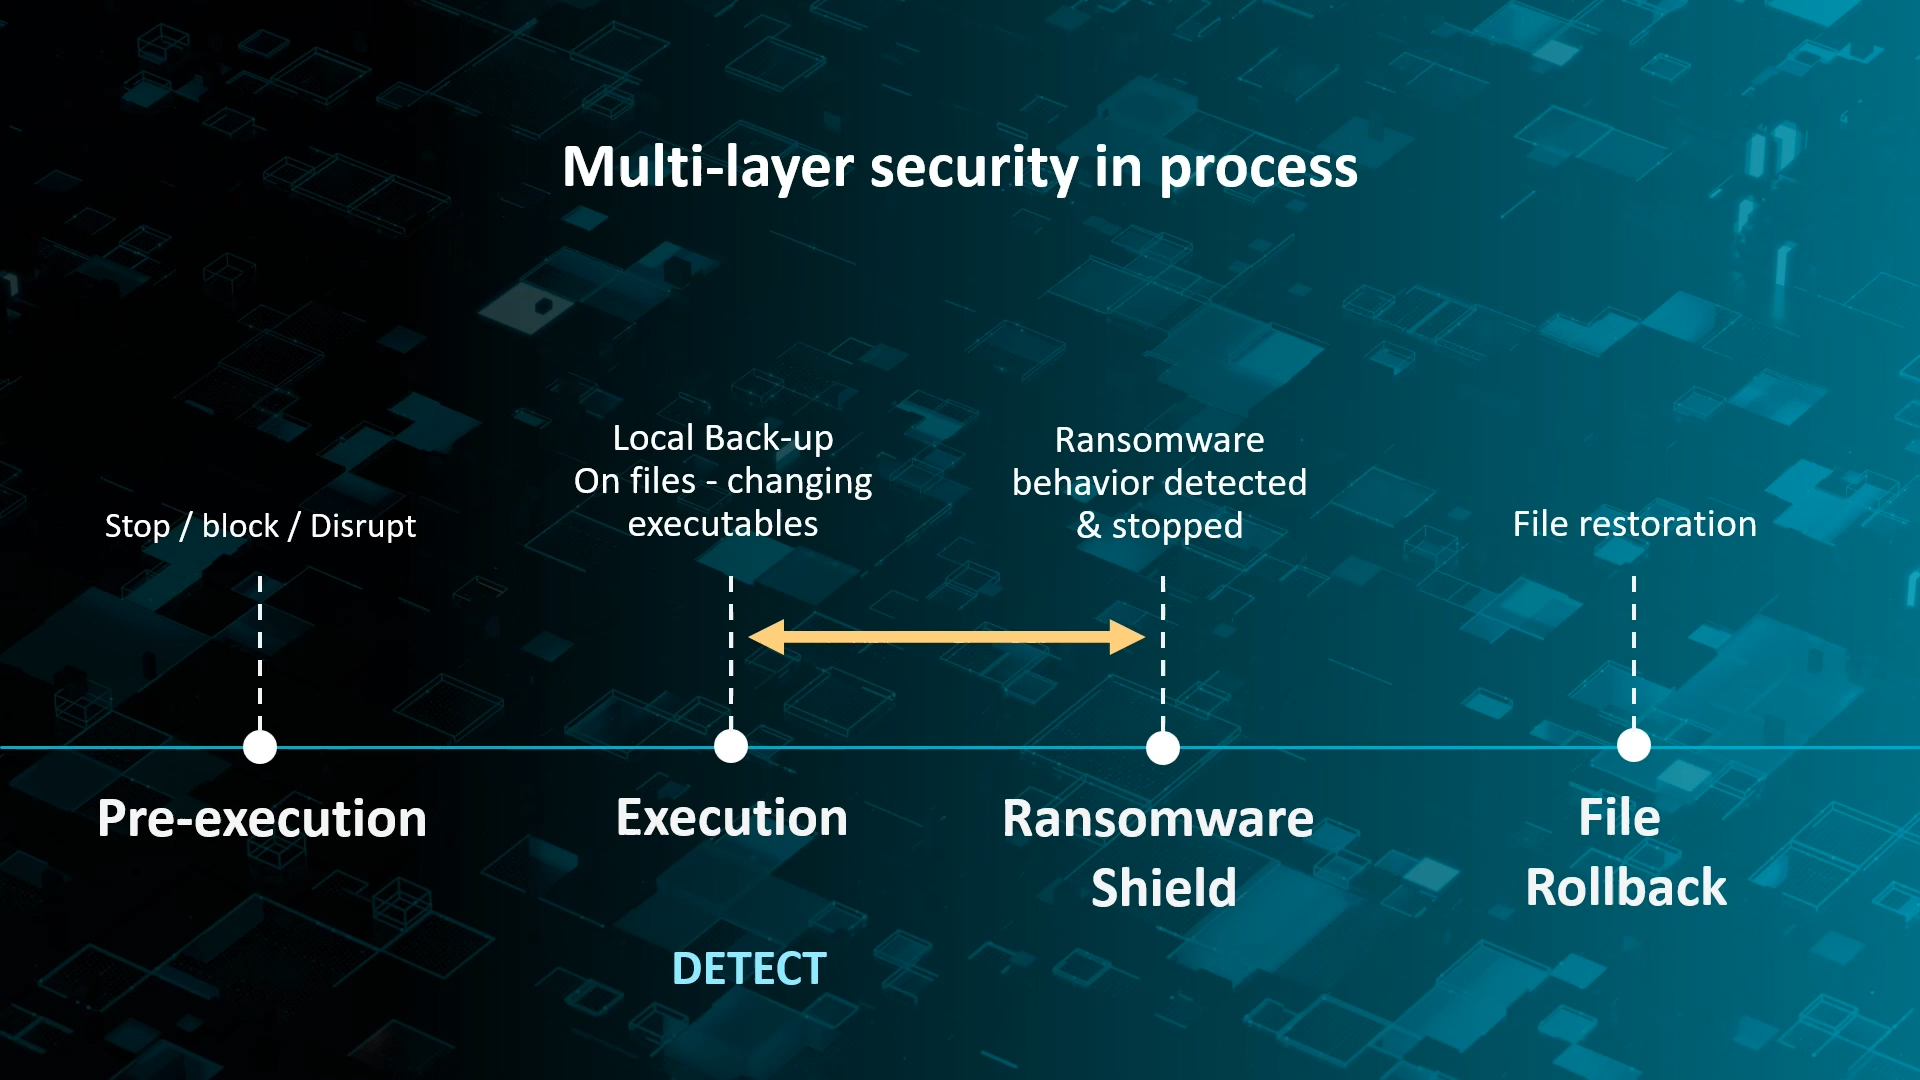 Multi-layer security in process
Stop / block / Disrupt
Local Back-up
On files - changing
executables
Ransomware
behavior detected
& stopped
File restoration
Pre-execution
Execution
Ransomware
Shield
File
Rollback
DETECT